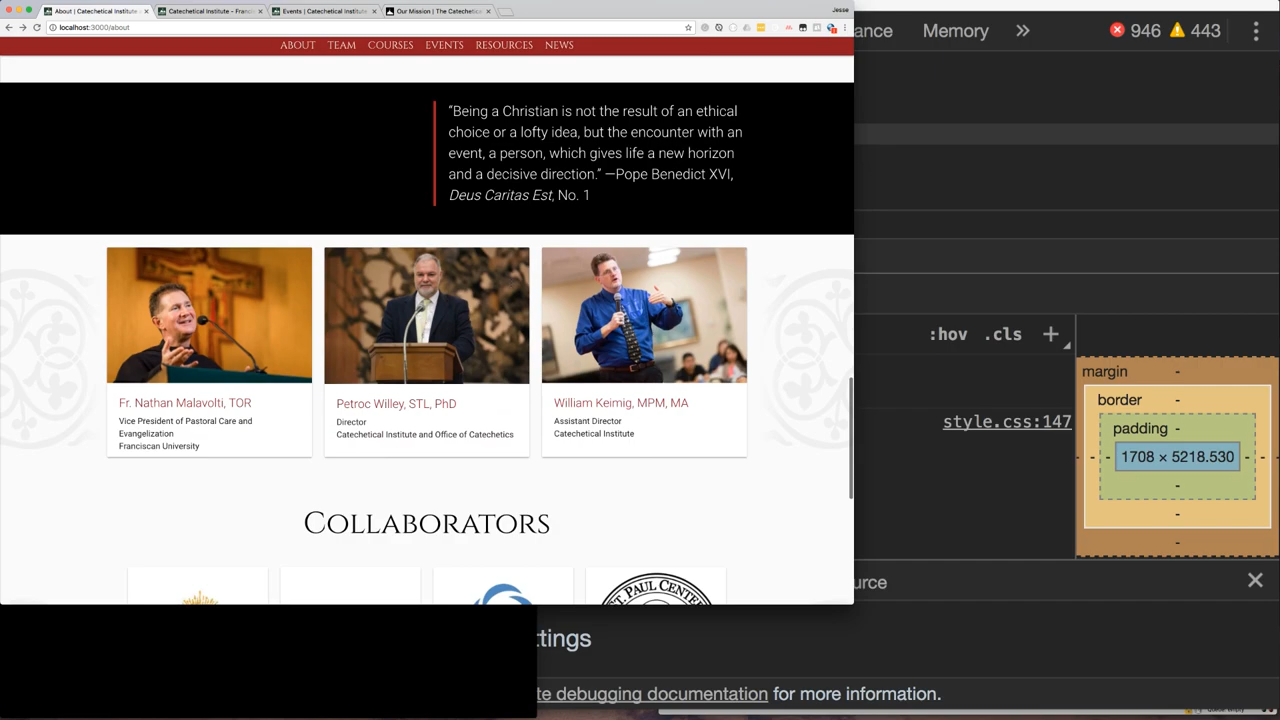 About | Catechetical Institute
Catechetical Institute - Franc
Events | Catechetical Institute
Our Mission | The Catechetic
Jesse
localhost:3000/about
ABOUT TEAM COURSES EVENTS RESOURCES NEWS
“Being a Christian is not the result of an ethical
choice or a lofty idea, but the encounter with an
event, a person, which gives life a new horizon
and a decisive direction.” —Pope Benedict XVI,
Deus Caritas Est, No. 1
Fr. Nathan Malavolti, TOR
Vice President of Pastoral Care and
Evangelization
Franciscan University
Petroc Willey, STL, PhD
Director
Catechetical Institute and Office of Catechetics
William Keimig, MPM, MA
Assistant Director
Catechetical Institute
Collaborators
ST. PAUL CENTER
ance Memory » 946 443
:hov .cls +
style.css:147
margin -
border -
padding -
- - - 1708 × 5218.530 - - -
-
-
-
ource
ttings
te debugging documentation for more information.